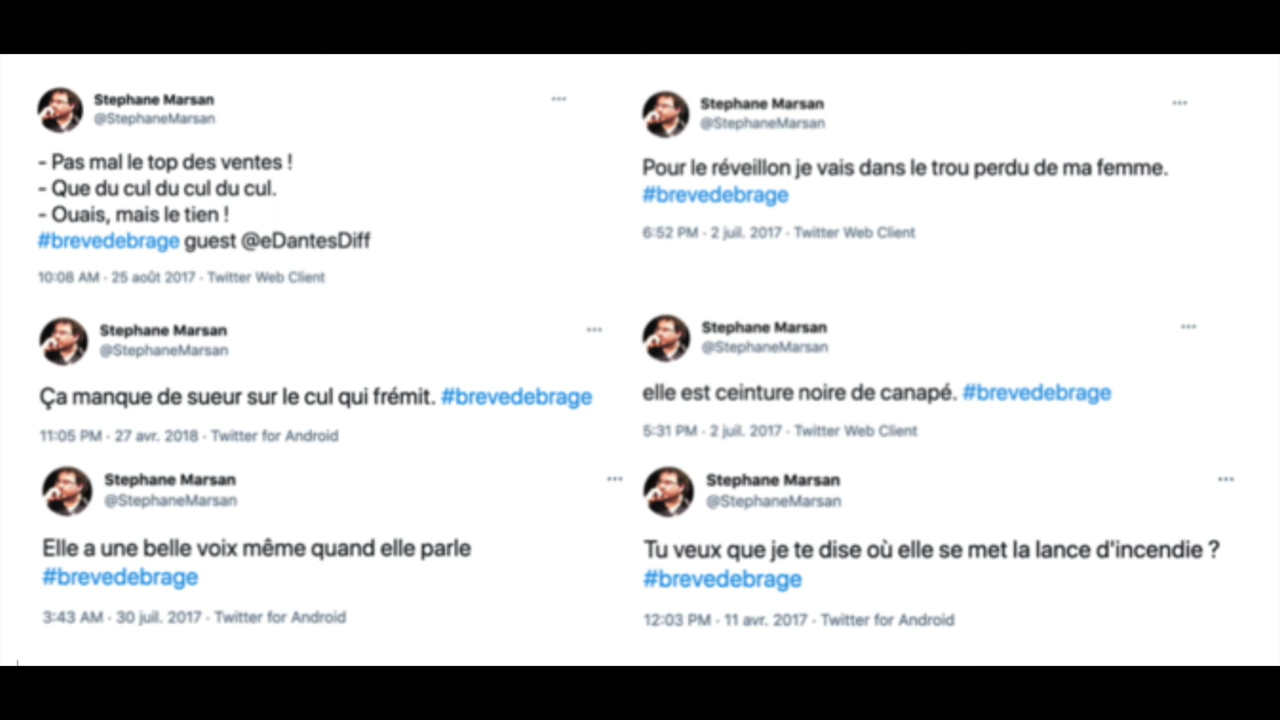 Stephane Marsan
@StephaneMarsan
- Pas mal le top des ventes !
- Que du cul du cul du cul.
- Ouais, mais le tien !
#brevedebrage guest @eDantesDiff
10:08 AM · 25 août 2017 · Twitter Web Client
Stephane Marsan
@StephaneMarsan
Pour le réveillon je vais dans le trou perdu de ma femme.
#brevedebrage
6:52 PM · 2 juil. 2017 · Twitter Web Client
Stephane Marsan
@StephaneMarsan
Ça manque de sueur sur le cul qui frémit. #brevedebrage
11:05 PM · 27 avr. 2018 · Twitter for Android
Stephane Marsan
@StephaneMarsan
elle est ceinture noire de canapé. #brevedebrage
5:31 PM · 2 juil. 2017 · Twitter Web Client
Stephane Marsan
@StephaneMarsan
Elle a une belle voix même quand elle parle
#brevedebrage
3:43 AM · 30 juil. 2017 · Twitter for Android
Stephane Marsan
@StephaneMarsan
Tu veux que je te dise où elle se met la lance d'incendie ?
#brevedebrage
12:03 PM · 11 avr. 2017 · Twitter for Android